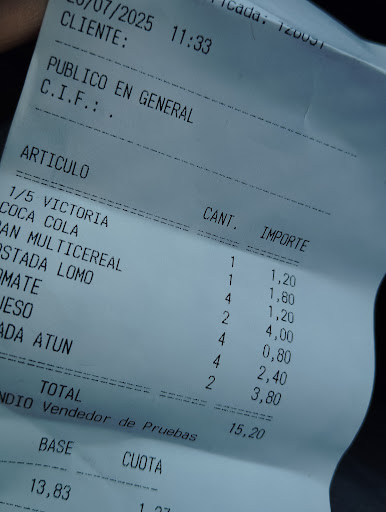 /07/2025 11:33
CLIENTE:
PUBLICO EN GENERAL
C.I.F.: .
ARTICULO CANT. IMPORTE
1/5 VICTORIA 1 1,20
COCA COLA 1 1,80
AN MULTICEREAL 4 1,20
OSTADA LOMO 2 4,00
OMATE 4 0,80
UESO 4 2,40
ADA ATUN 2 3,80
TOTAL 15,20
NDIO Vendedor de Pruebas
BASE CUOTA
13,83